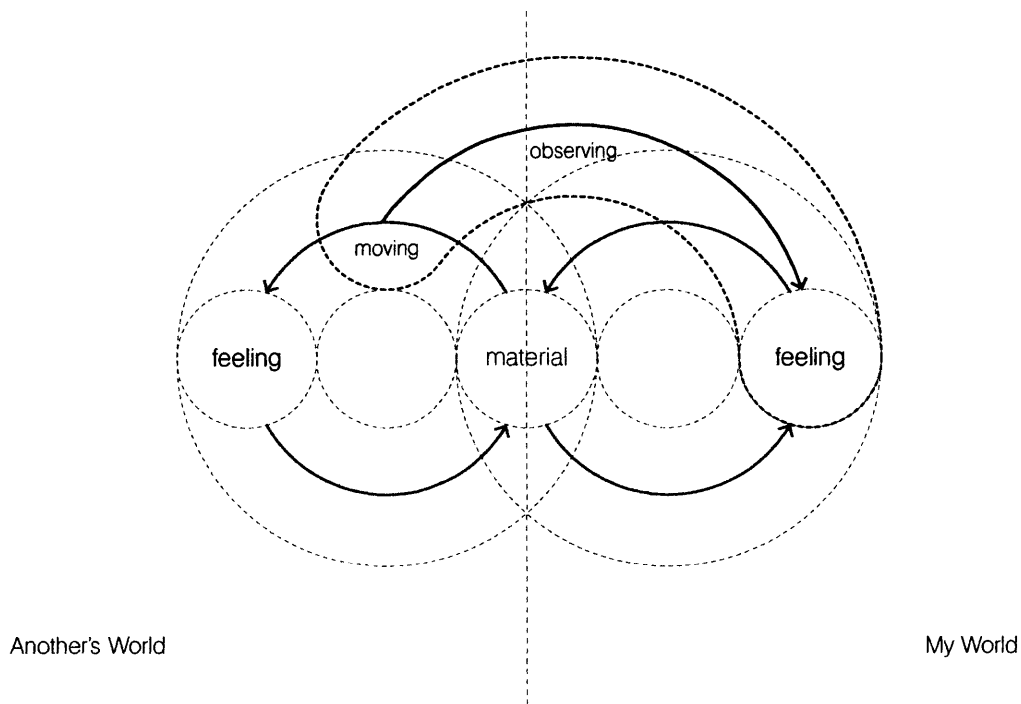 observing
moving
feeling
material
feeling
Another's World
My World